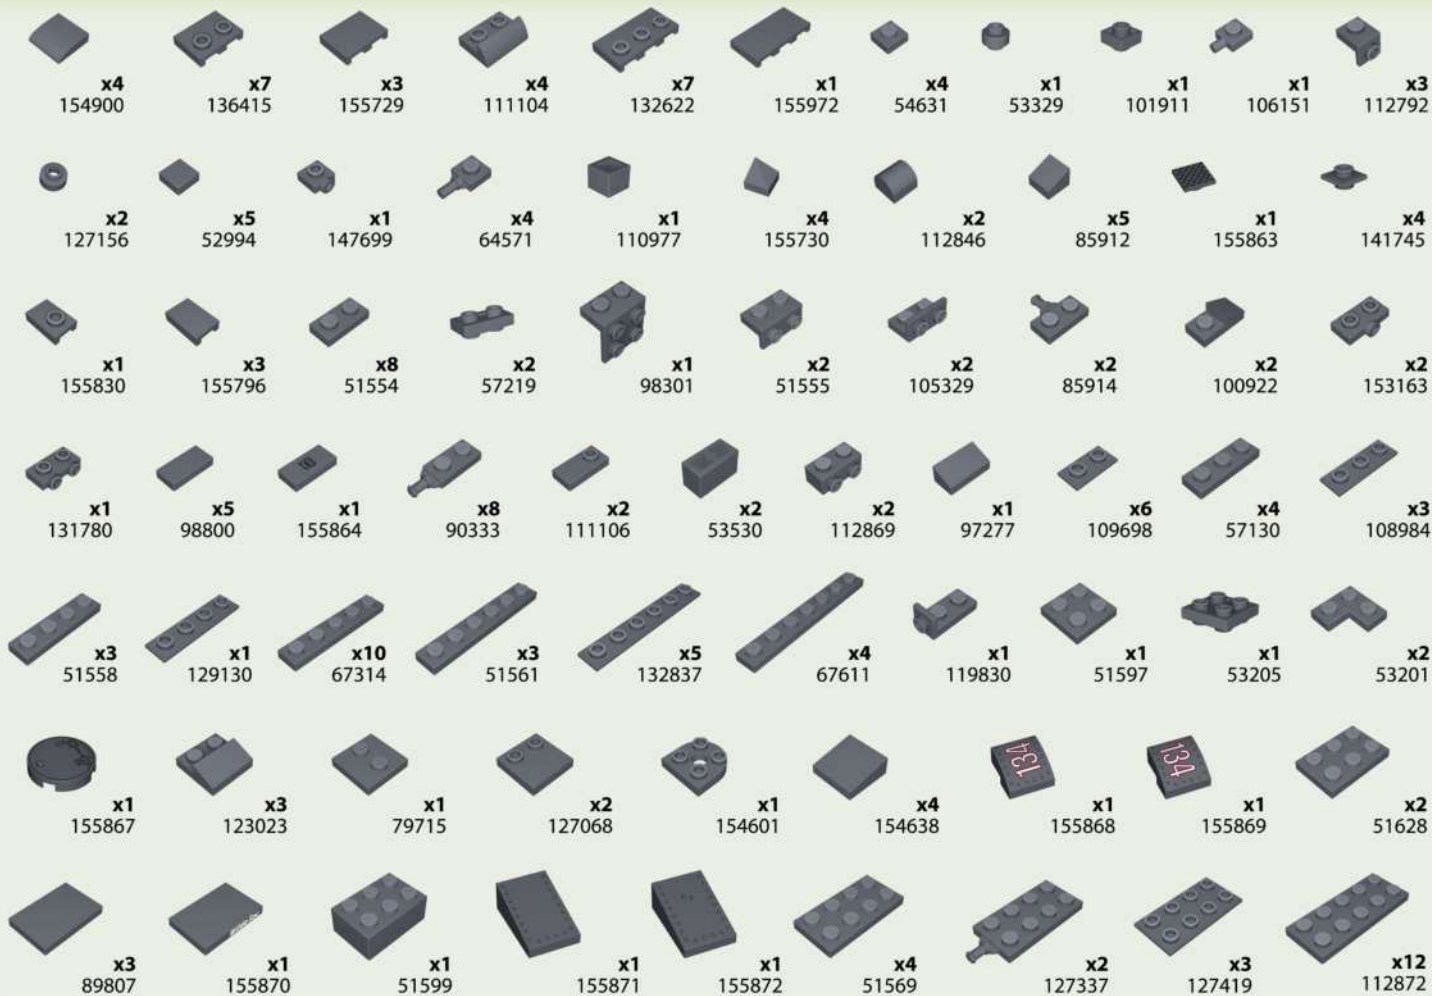 x4 x7 x3 x4 x7 x1 x4 x1 x1 x1 x3
154900 136415 155729 111104 132622 155972 54631 53329 101911 106151 112792
x2 x5 x1 x4 x1 x4 x2 x5 x1 x4
127156 52994 147699 64571 110977 155730 112846 85912 155863 141745
x1 x3 x8 x2 x1 x2 x2 x2 x2 x2
155830 155796 51554 57219 98301 51555 105329 85914 100922 153163
x1 x5 x1 x8 x2 x2 x2 x1 x6 x4 x3
131780 98800 155864 90333 111106 53530 112869 97277 109698 57130 108984
x3 x1 x10 x3 x5 x4 x1 x1 x1 x2
51558 129130 67314 51561 132837 67611 119830 51597 53205 53201
134 134
x1 x3 x1 x2 x1 x4 x1 x1 x2
155867 123023 79715 127068 154601 154638 155868 155869 51628
x3 x1 x1 x1 x1 x4 x2 x3 x12
89807 155870 51599 155871 155872 51569 127337 127419 112872